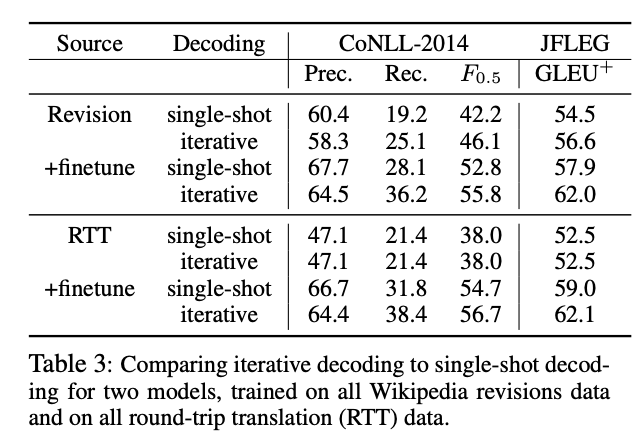 Source Decoding CoNLL-2014 JFLEG
Prec. Rec. F0.5 GLEU+
Revision single-shot 60.4 19.2 42.2 54.5
iterative 58.3 25.1 46.1 56.6
+finetune single-shot 67.7 28.1 52.8 57.9
iterative 64.5 36.2 55.8 62.0
RTT single-shot 47.1 21.4 38.0 52.5
iterative 47.1 21.4 38.0 52.5
+finetune single-shot 66.7 31.8 54.7 59.0
iterative 64.4 38.4 56.7 62.1
Table 3: Comparing iterative decoding to single-shot decod-
ing for two models, trained on all Wikipedia revisions data
and on all round-trip translation (RTT) data.